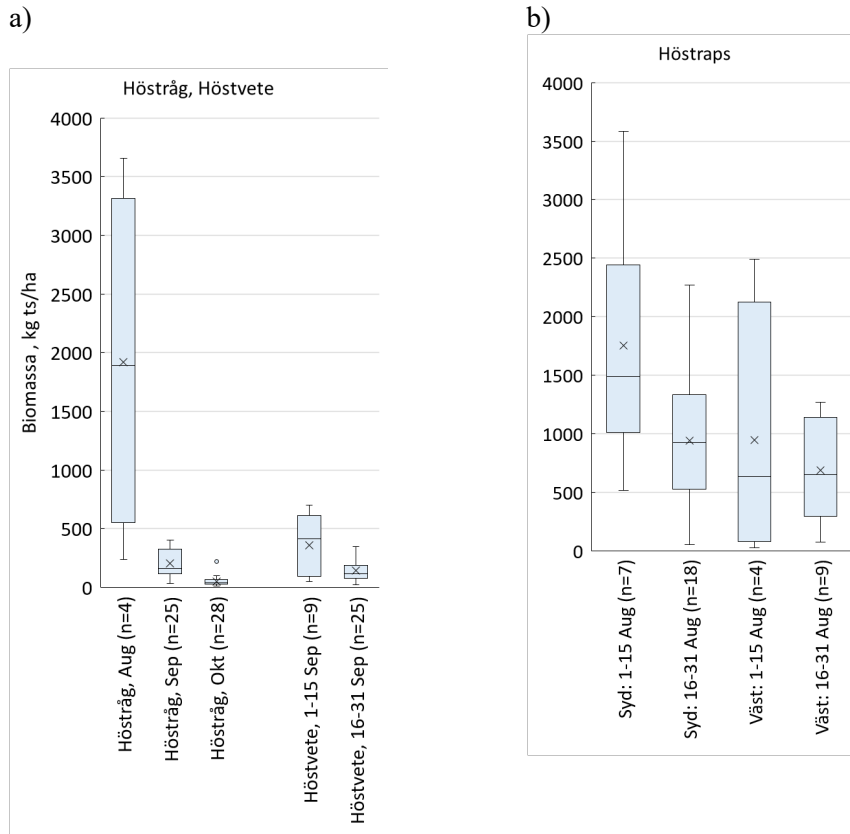 a)
Höstråg, Höstvete
Biomassa , kg ts/ha
4000
3500
3000
2500
2000
1500
1000
500
0
Höstråg, Aug (n=4)
Höstråg, Sep (n=25)
Höstråg, Okt (n=28)
Höstvete, 1-15 Sep (n=9)
Höstvete, 16-31 Sep (n=25)
b)
Höstraps
4000
3500
3000
2500
2000
1500
1000
500
0
Syd: 1-15 Aug (n=7)
Syd: 16-31 Aug (n=18)
Väst: 1-15 Aug (n=4)
Väst: 16-31 Aug (n=9)